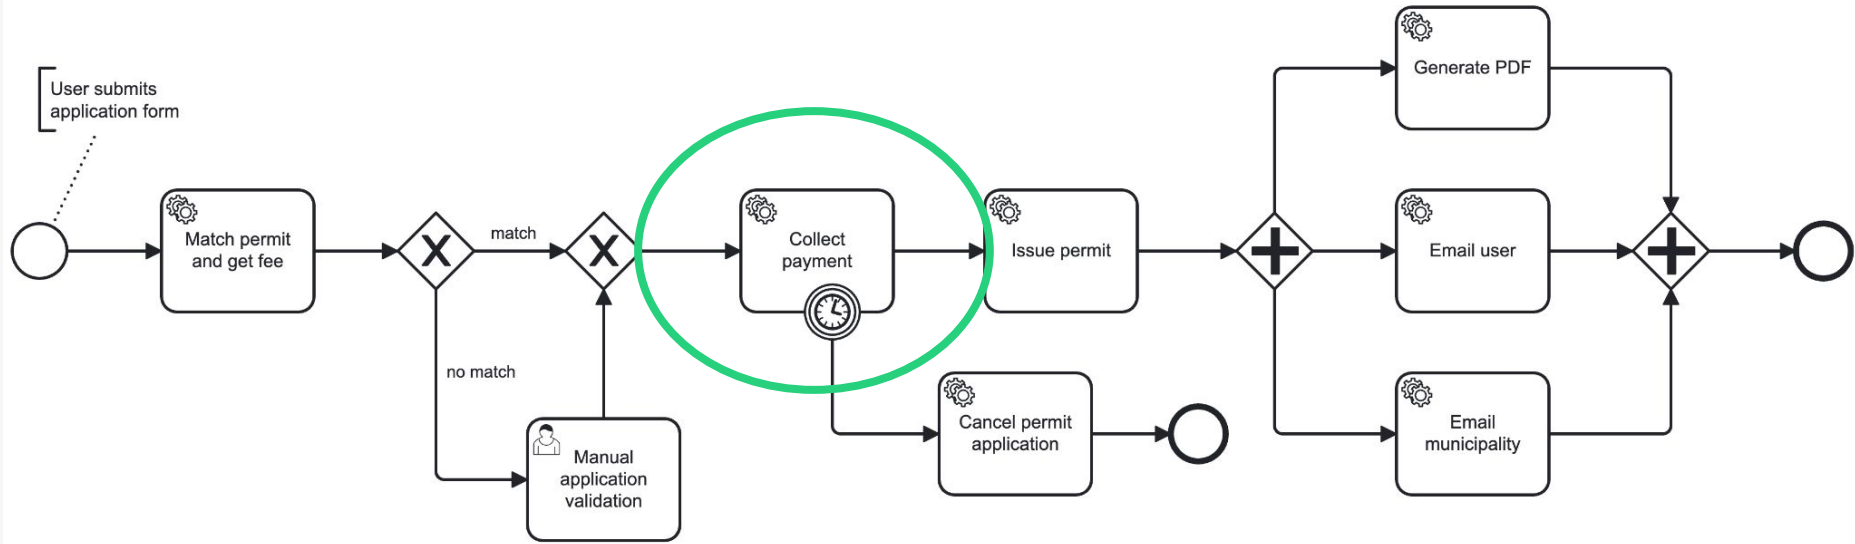 User submits
application form
Match permit
and get fee
match
no match
Manual
application
validation
Collect
payment
Issue permit
Cancel permit
application
Generate PDF
Email user
Email
municipality